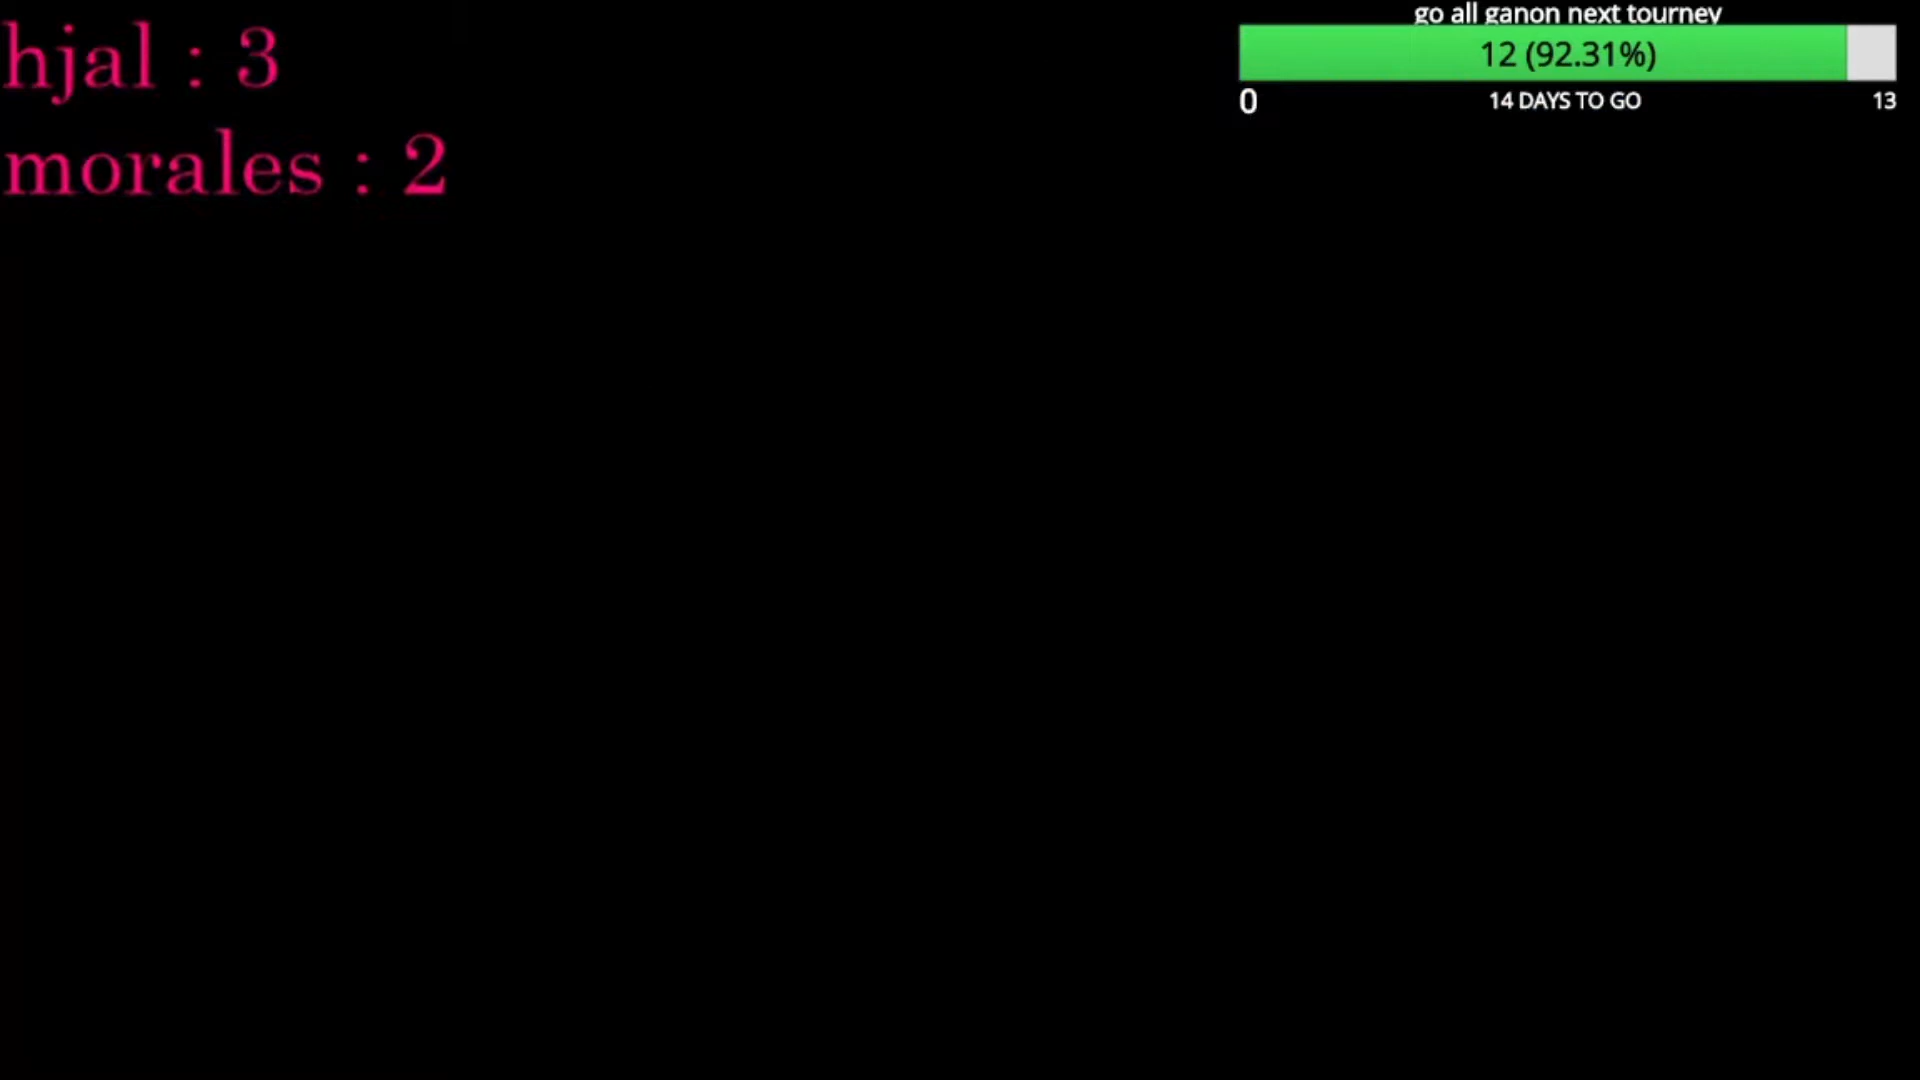 hjal : 3
morales : 2
go all ganon next tourney
12 (92.31%)
0 14 DAYS TO GO 13